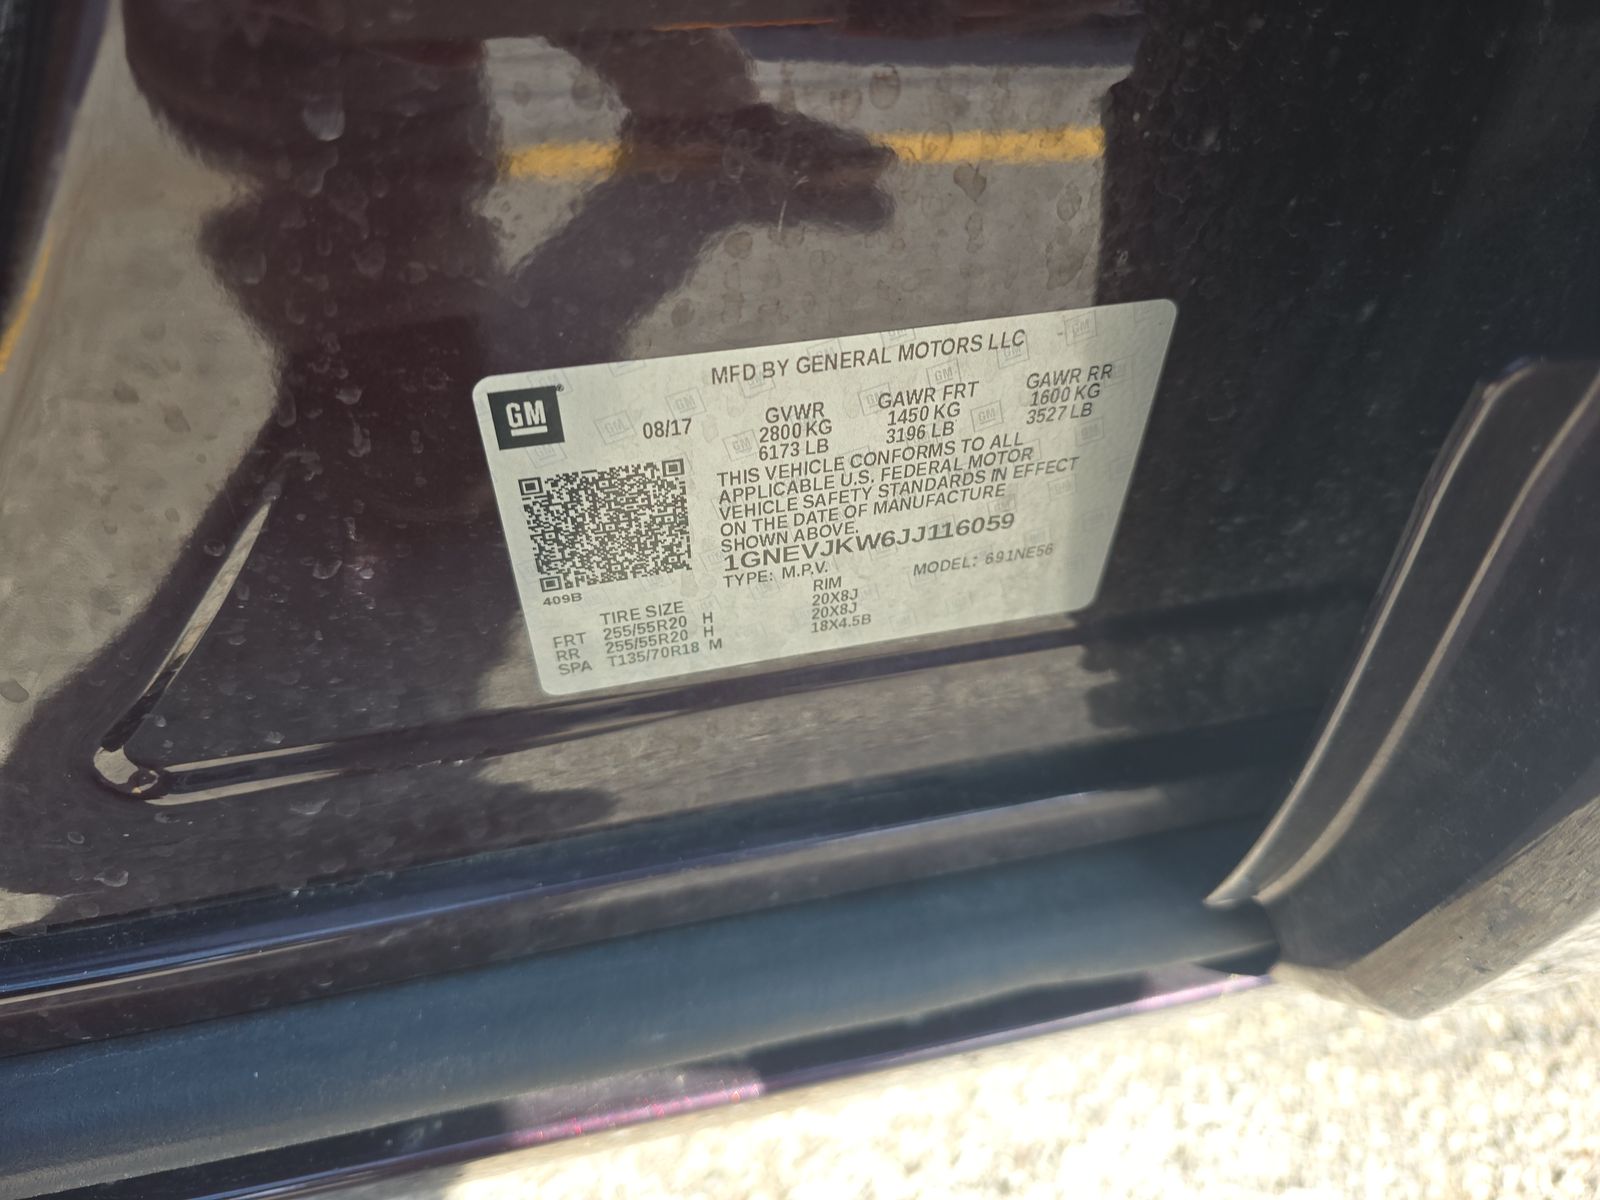 MFD BY GENERAL MOTORS LLC
GM
08/17
GVWR GAWR FRT GAWR RR
2800 KG 1450 KG 1600 KG
6173 LB 3196 LB 3527 LB
THIS VEHICLE CONFORMS TO ALL
APPLICABLE U.S. FEDERAL MOTOR
VEHICLE SAFETY STANDARDS IN EFFECT
ON THE DATE OF MANUFACTURE
SHOWN ABOVE.
1GNEVJKW6JJ116059
TYPE: M.P.V. MODEL: 691NE56
409B
TIRE SIZE RIM
FRT 255/55R20 H 20X8J
RR 255/55R20 H 20X8J
SPA T135/70R18 M 18X4.5B